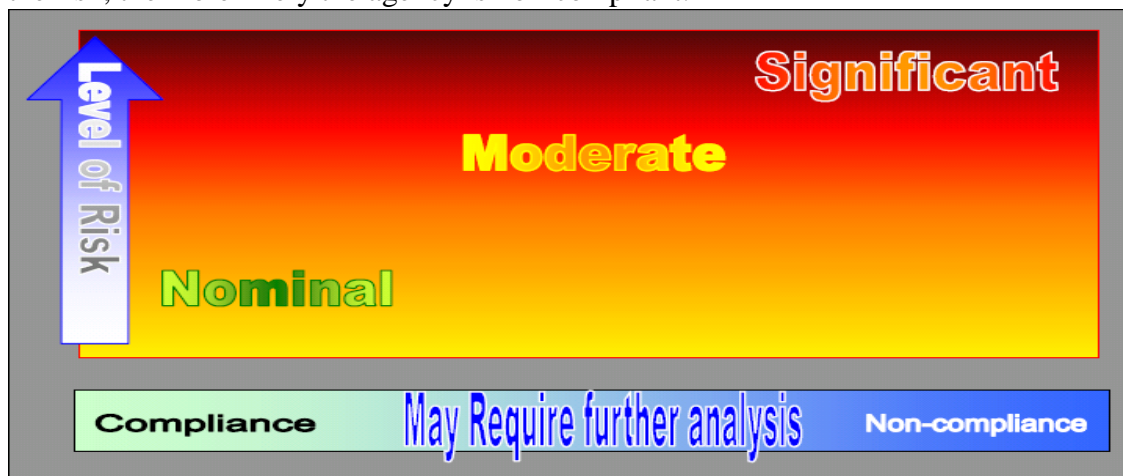 Significant
Moderate
Level of Risk
Nominal
Compliance May Require further analysis Non-compliance